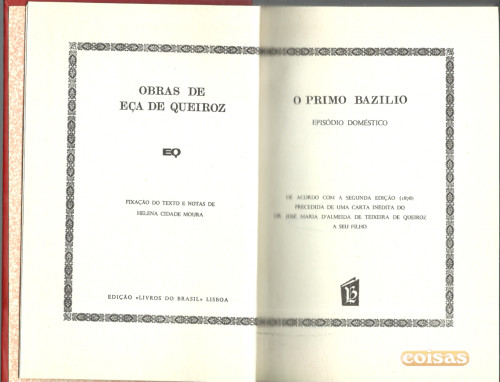 OBRAS DE
EÇA DE QUEIROZ
EQ
FIXAÇÃO DO TEXTO E NOTAS DE
HELENA CIDADE MOURA
EDIÇÃO «LIVROS DO BRASIL» LISBOA
O PRIMO BAZILIO
EPISÓDIO DOMÉSTICO
DE ACORDO COM A SEGUNDA EDIÇÃO (1878)
PRECEDIDA DE UMA CARTA INÉDITA DO
DR. JOSÉ MARIA D'ALMEIDA DE TEIXEIRA DE QUEIROZ
A SEU FILHO
LB
coisas